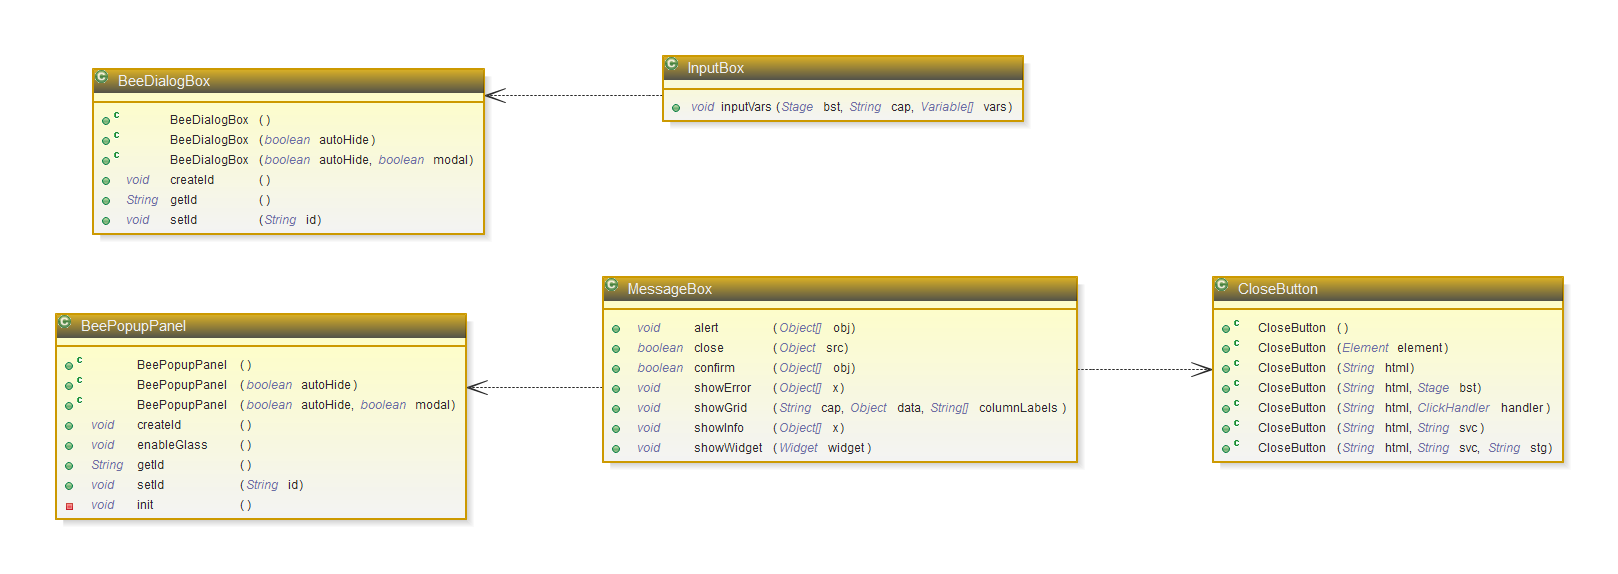 C BeeDialogBox
c BeeDialogBox ( )
c BeeDialogBox (boolean autoHide)
c BeeDialogBox (boolean autoHide, boolean modal)
void createId ( )
String getId ( )
void setId (String id)
C InputBox
void inputVars (Stage bst, String cap, Variable[] vars)
C BeePopupPanel
c BeePopupPanel ( )
c BeePopupPanel (boolean autoHide)
c BeePopupPanel (boolean autoHide, boolean modal)
void createId ( )
void enableGlass ( )
String getId ( )
void setId (String id)
void init ( )
C MessageBox
void alert (Object[] obj)
boolean close (Object src)
boolean confirm (Object[] obj)
void showError (Object[] x)
void showGrid (String cap, Object data, String[] columnLabels )
void showInfo (Object[] x)
void showWidget (Widget widget)
C CloseButton
c CloseButton ( )
c CloseButton (Element element)
c CloseButton (String html)
c CloseButton (String html, Stage bst)
c CloseButton (String html, ClickHandler handler)
c CloseButton (String html, String svc)
c CloseButton (String html, String svc, String stg)